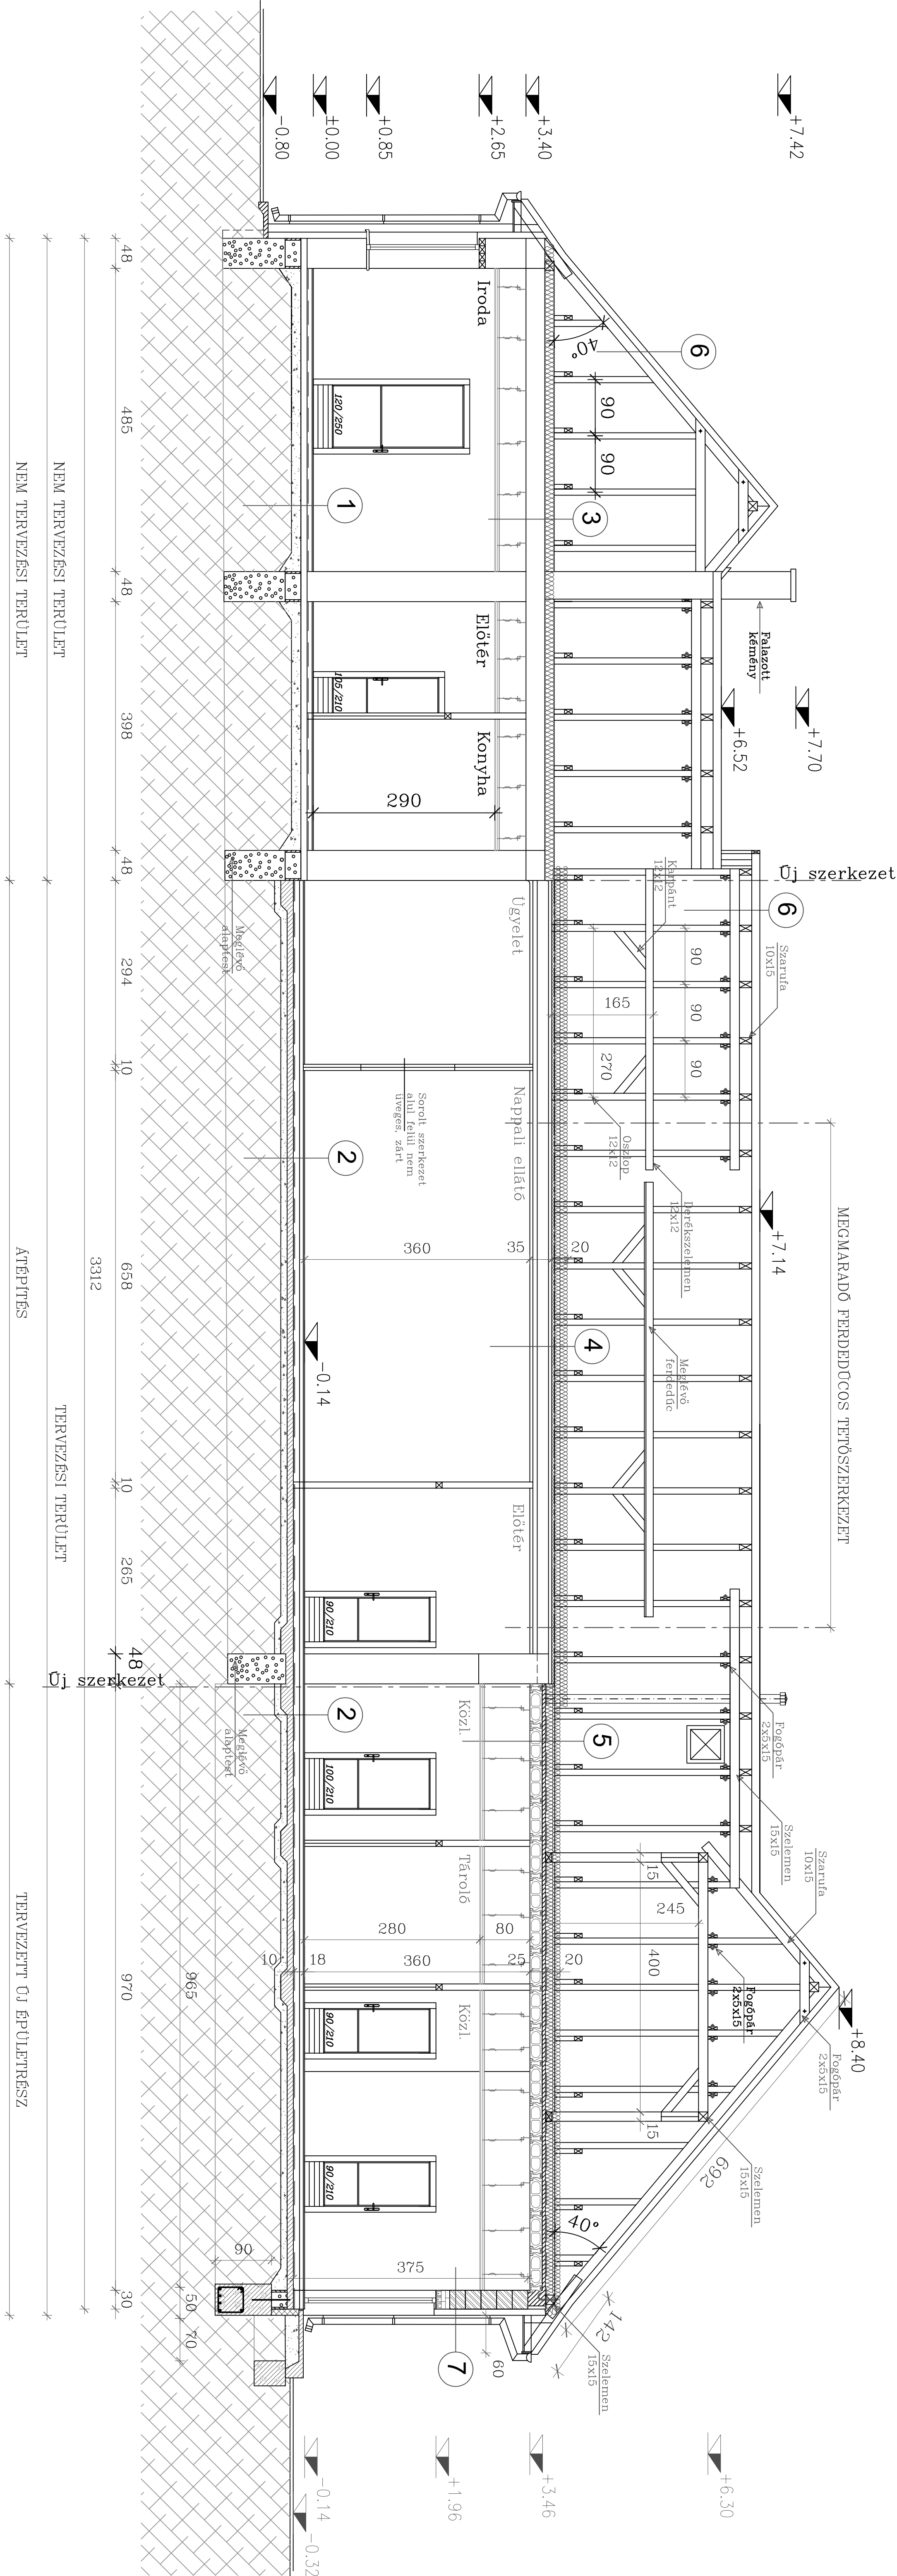 +7.42
+3.40
+2.65
+0.85
±0.00
-0.80
6
40°
90
90
3
1
Iroda
120/250
Falazott
kémény
+7.70
+6.52
Előtér
105/210
Konyha
290
Új szerkezet
6
Szarufa
10x15
Karpánt
12x12
90
90
90
165
270
Oszlop
12x12
Derékszelemen
12x12
Meglévő
ferdedúc
MEGMARADÓ FERDEDÚCOS TETŐSZERKEZET
+7.14
Ügyelet
Nappali ellátó
Sorolt szerkezet
alul felül nem
üveges, zárt
2
360
35
20
4
-0.14
Előtér
90/210
Meglévő
alaptest
Új szerkezet
2
Meglévő
alaptest
5
Közl.
100/210
Fogópár
2x5x15
Szelemen
15x15
Szarufa
10x15
15
245
400
15
Fogópár
2x5x15
Fogópár
2x5x15
+8.40
Szelemen
15x15
692
40°
142
Szelemen
15x15
Tároló
280
80
10
18
360
25
20
Közl.
90/210
90/210
375
7
60
90
50
70
+6.30
+3.46
+1.96
-0.14
-0.32
48
485
48
398
48
294
10
658
10
265
48
970
30
965
3312
NEM TERVEZÉSI TERÜLET
TERVEZÉSI TERÜLET
NEM TERVEZÉSI TERÜLET
ÁTÉPÍTÉS
TERVEZETT ÚJ ÉPÜLETRÉSZ